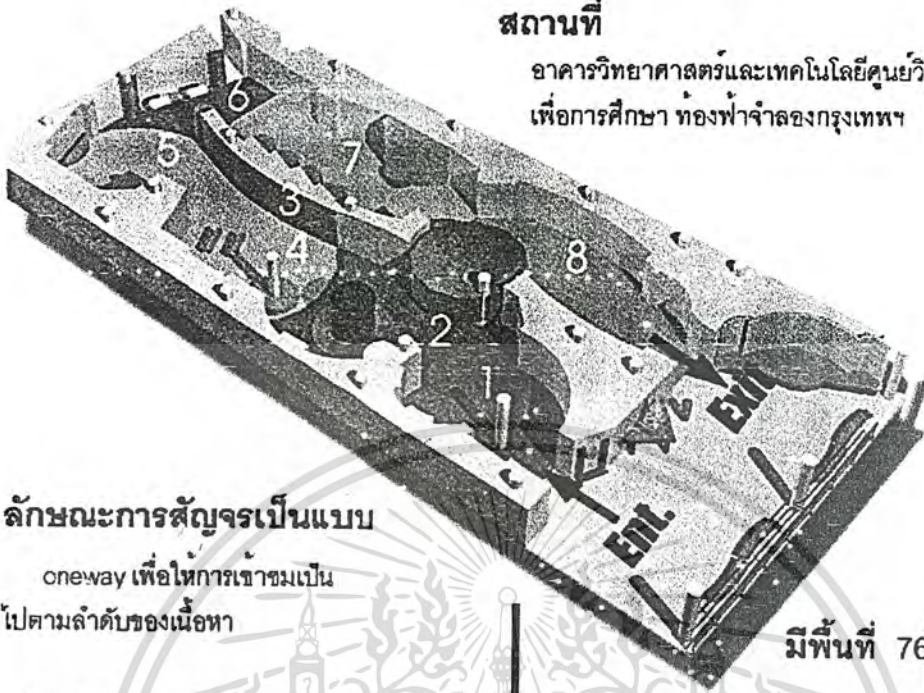 สถานที่
อาคารวิทยาศาสตร์และเทคโนโลยีศูนย์วิ
เพื่อการศึกษา ท้องฟ้าจำลองกรุงเทพฯ
6
5
7
3
4
8
2
1
Exit
Ent.
ลักษณะการสัญจรเป็นแบบ
oneway เพื่อให้การเข้าชมเป็น
ไปตามลำดับของเนื้อหา
มีพื้นที่ 76